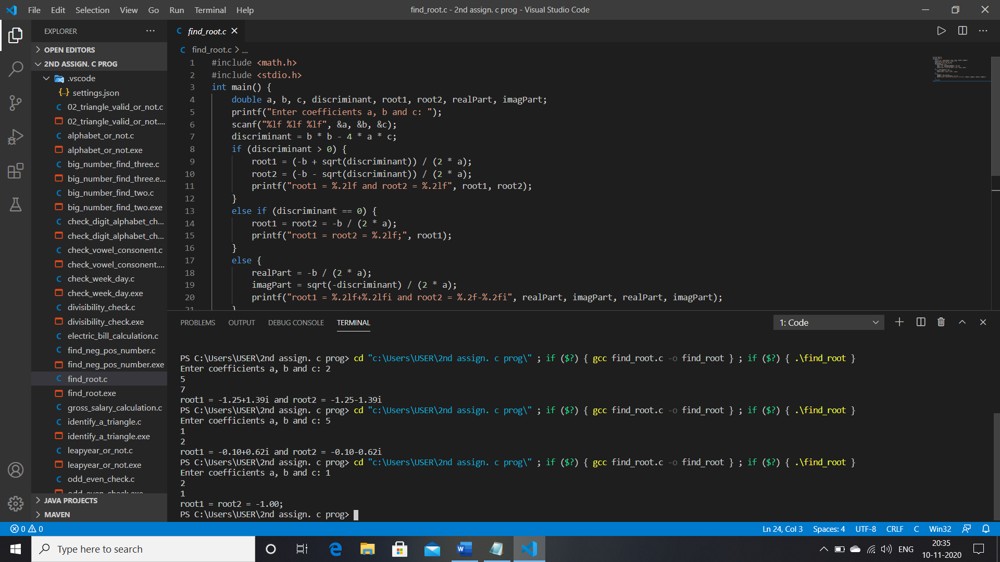 File Edit Selection View Go Run Terminal Help
find_root.c - 2nd assign. c prog - Visual Studio Code
EXPLORER
OPEN EDITORS
2ND ASSIGN. C PROG
.vscode
settings.json
02_triangle_valid_or_not.c
02_triangle_valid_or_not....
alphabet_or_not.c
alphabet_or_not.exe
big_number_find_three.c
big_number_find_three.e...
big_number_find_two.c
big_number_find_two.exe
check_digit_alphabet_ch...
check_digit_alphabet_ch...
check_vowel_consonent.c
check_vowel_consonent....
check_week_day.c
check_week_day.exe
divisibility_check.c
divisibility_check.exe
electric_bill_calculation.c
find_neg_pos_number.c
find_neg_pos_number.exe
find_root.c
find_root.exe
gross_salary_calculation.c
identify_a_triangle.c
identify_a_triangle.exe
leapyear_or_not.c
leapyear_or_not.exe
odd_even_check.c
odd_even_check.exe
JAVA PROJECTS
MAVEN
find_root.c
find_root.c > ...
1 #include <math.h>
2 #include <stdio.h>
3 int main() {
4 double a, b, c, discriminant, root1, root2, realPart, imagPart;
5 printf("Enter coefficients a, b and c: ");
6 scanf("%lf %lf %lf", &a, &b, &c);
7 discriminant = b * b - 4 * a * c;
8 if (discriminant > 0) {
9 root1 = (-b + sqrt(discriminant)) / (2 * a);
10 root2 = (-b - sqrt(discriminant)) / (2 * a);
11 printf("root1 = %.2lf and root2 = %.2lf", root1, root2);
12 }
13 else if (discriminant == 0) {
14 root1 = root2 = -b / (2 * a);
15 printf("root1 = root2 = %.2lf;", root1);
16 }
17 else {
18 realPart = -b / (2 * a);
19 imagPart = sqrt(-discriminant) / (2 * a);
20 printf("root1 = %.2lf+%.2lfi and root2 = %.2f-%.2fi", realPart, imagPart, realPart, imagPart);
21 }
PROBLEMS OUTPUT DEBUG CONSOLE TERMINAL
1: Code
PS C:\Users\USER\2nd assign. c prog> cd "c:\Users\USER\2nd assign. c prog\" ; if ($?) { gcc find_root.c -o find_root } ; if ($?) { .\find_root }
Enter coefficients a, b and c: 2
5
7
root1 = -1.25+1.39i and root2 = -1.25-1.39i
PS C:\Users\USER\2nd assign. c prog> cd "c:\Users\USER\2nd assign. c prog\" ; if ($?) { gcc find_root.c -o find_root } ; if ($?) { .\find_root }
Enter coefficients a, b and c: 5
1
2
root1 = -0.10+0.62i and root2 = -0.10-0.62i
PS C:\Users\USER\2nd assign. c prog> cd "c:\Users\USER\2nd assign. c prog\" ; if ($?) { gcc find_root.c -o find_root } ; if ($?) { .\find_root }
Enter coefficients a, b and c: 1
2
1
root1 = root2 = -1.00;
PS C:\Users\USER\2nd assign. c prog>
0 0
Ln 24, Col 3 Spaces: 4 UTF-8 CRLF C Win32
Type here to search
ENG
20:35
10-11-2020